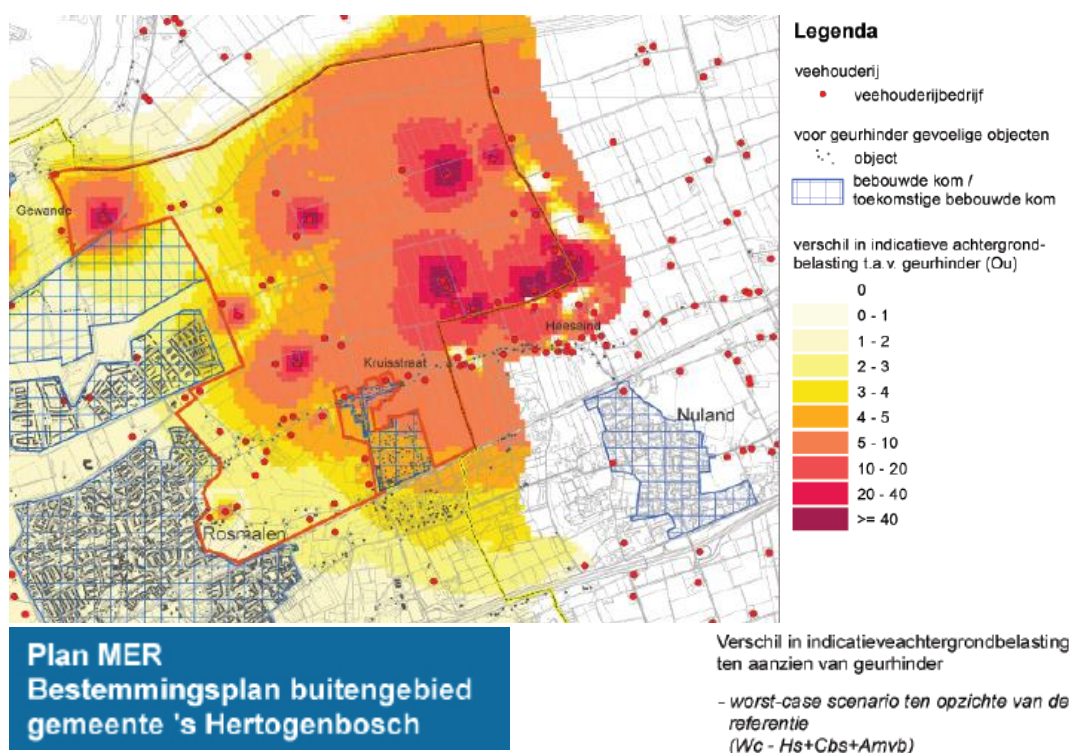 Gewande
Kruisstraat
Heeseind
Nuland
Rosmalen
Legenda
veehouderij
veehouderijbedrijf
voor geurhinder gevoelige objecten
object
bebouwde kom /
toekomstige bebouwde kom
verschil in indicatieve achtergrond-
belasting t.a.v. geurhinder (Ou)
0
0 - 1
1 - 2
2 - 3
3 - 4
4 - 5
5 - 10
10 - 20
20 - 40
>= 40
Plan MER
Bestemmingsplan buitengebied
gemeente 's Hertogenbosch
Verschil in indicatieveachtergrondbelasting
ten aanzien van geurhinder
- worst-case scenario ten opzichte van de
referentie
(Wc - Hs+Cbs+Amvb)